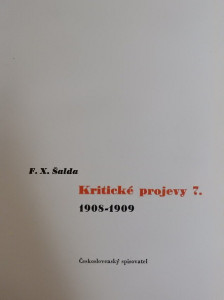 F. X. Šalda
Kritické projevy 7.
1908-1909
Československý spisovatel